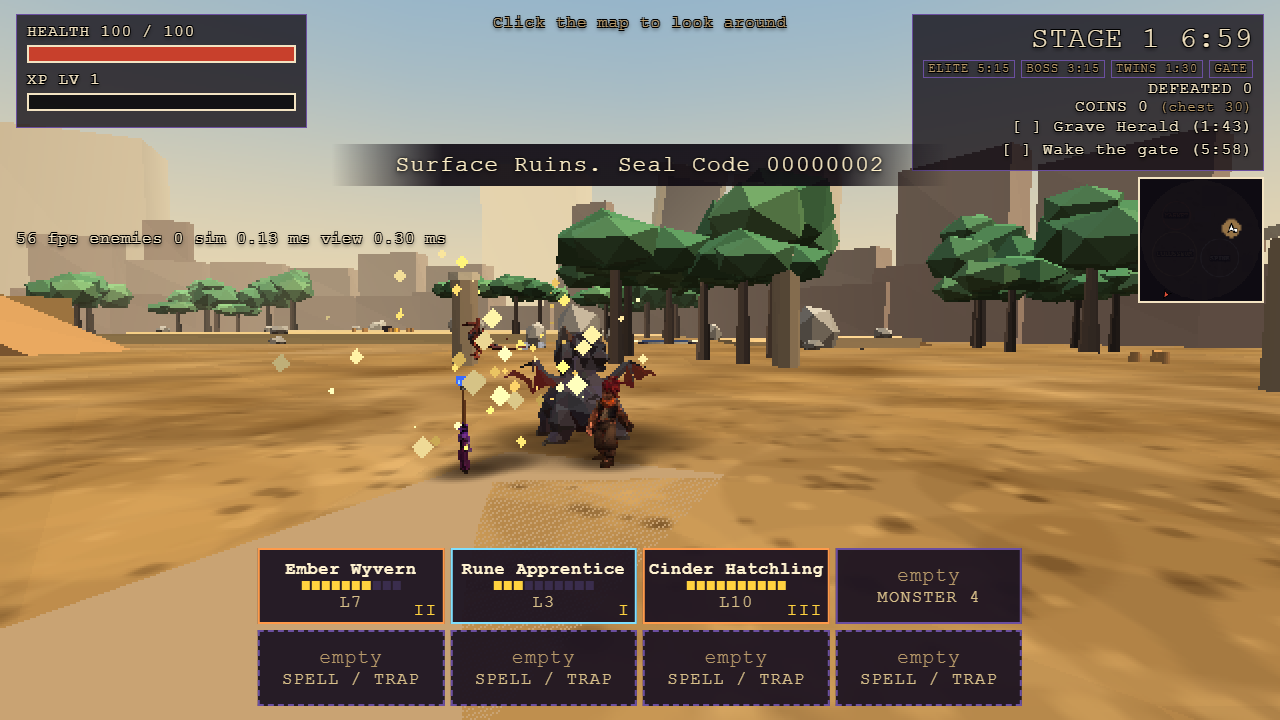 HEALTH 100 / 100
XP LV 1
Click the map to look around
STAGE 1 6:59
ELITE 5:15 BOSS 3:15 TWINS 1:30 GATE
DEFEATED 0
COINS 0 (chest 30)
[ ] Grave Herald (1:43)
[ ] Wake the gate (5:58)
Surface Ruins. Seal Code 00000002
56 fps enemies 0 sim 0.13 ms view 0.30 ms
Ember Wyvern
L7
II
Rune Apprentice
L3
I
Cinder Hatchling
L10
III
empty
MONSTER 4
empty
SPELL / TRAP
empty
SPELL / TRAP
empty
SPELL / TRAP
empty
SPELL / TRAP